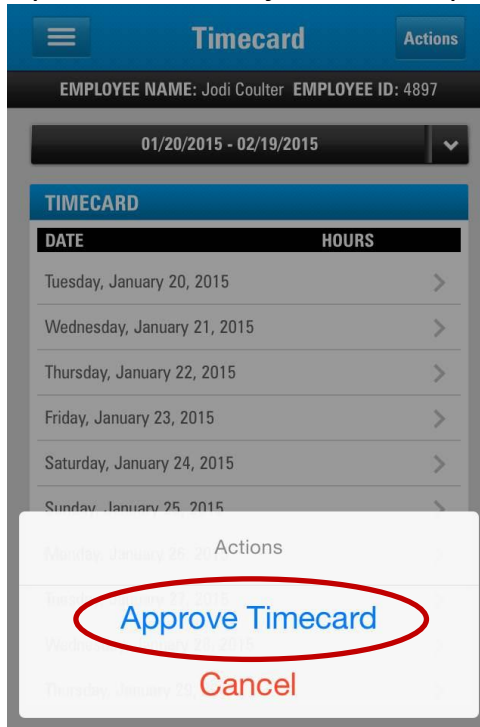 Timecard Actions
EMPLOYEE NAME: Jodi Coulter EMPLOYEE ID: 4897
01/20/2015 - 02/19/2015
TIMECARD
DATE HOURS
Tuesday, January 20, 2015
Wednesday, January 21, 2015
Thursday, January 22, 2015
Friday, January 23, 2015
Saturday, January 24, 2015
Sunday, January 25, 2015
Actions
Approve Timecard
Cancel